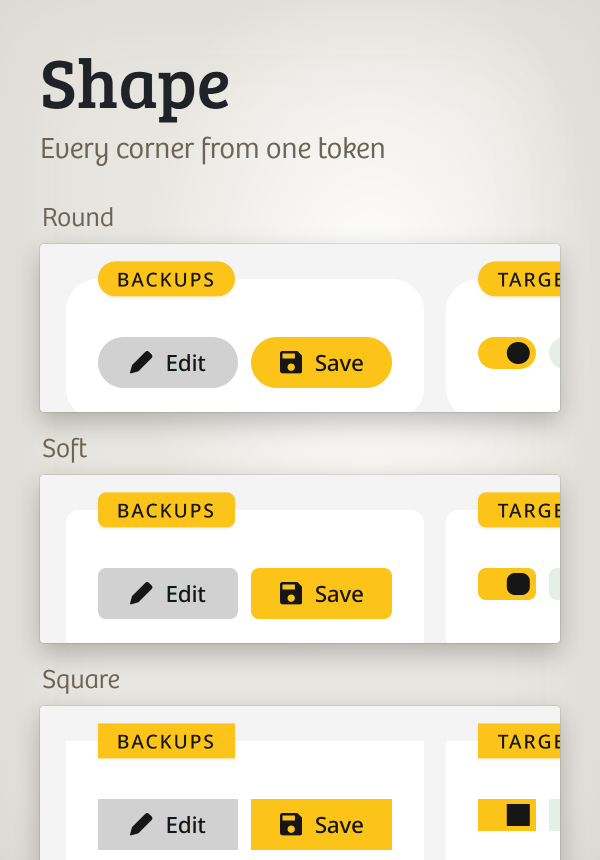 Shape
Every corner from one token
Round
BACKUPS
Edit
Save
Soft
BACKUPS
Edit
Save
Square
BACKUPS
Edit
Save